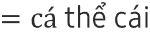 = cá thể cái